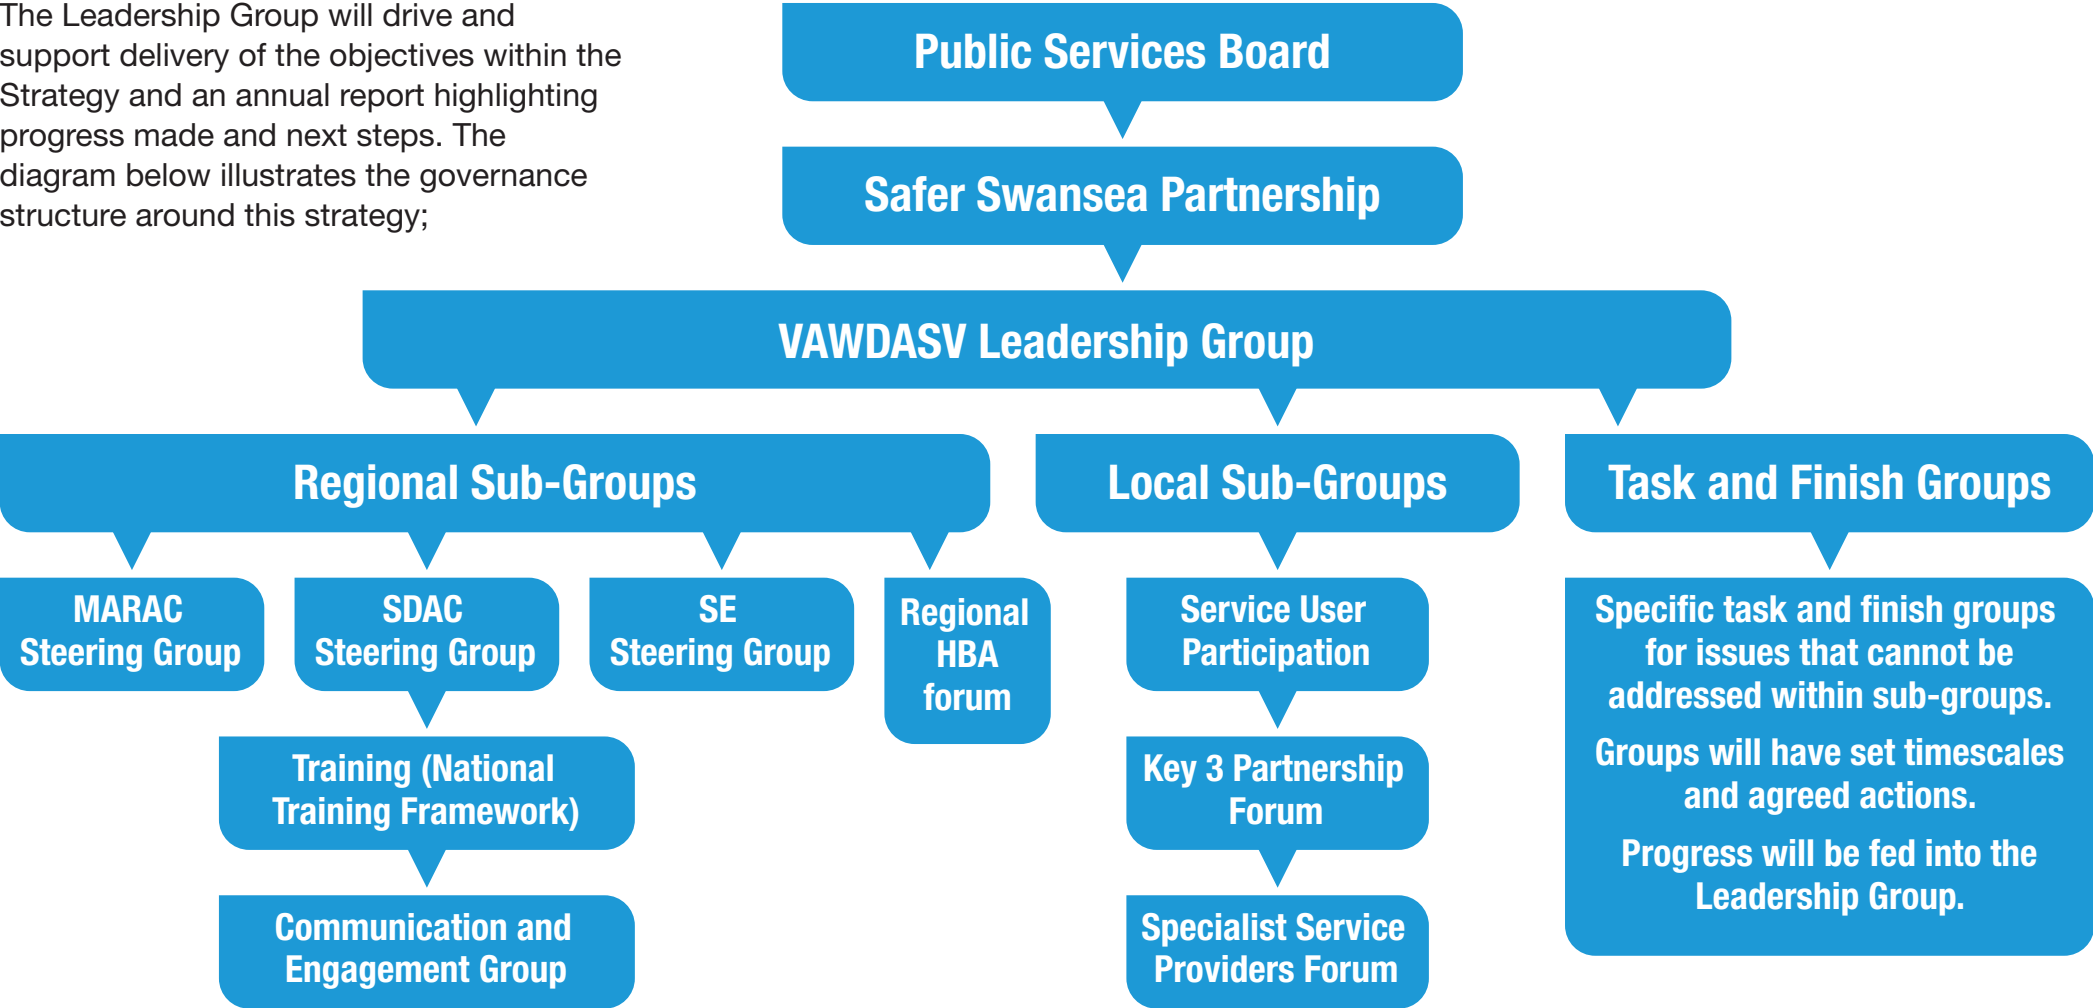 The Leadership Group will drive and
support delivery of the objectives within the
Strategy and an annual report highlighting
progress made and next steps. The
diagram below illustrates the governance
structure around this strategy;
Public Services Board
Safer Swansea Partnership
VAWDASV Leadership Group
Regional Sub-Groups
Local Sub-Groups
Task and Finish Groups
MARAC
Steering Group
SDAC
Steering Group
SE
Steering Group
Regional
HBA
forum
Training (National
Training Framework)
Communication and
Engagement Group
Service User
Participation
Key 3 Partnership
Forum
Specialist Service
Providers Forum
Specific task and finish groups
for issues that cannot be
addressed within sub-groups.
Groups will have set timescales
and agreed actions.
Progress will be fed into the
Leadership Group.